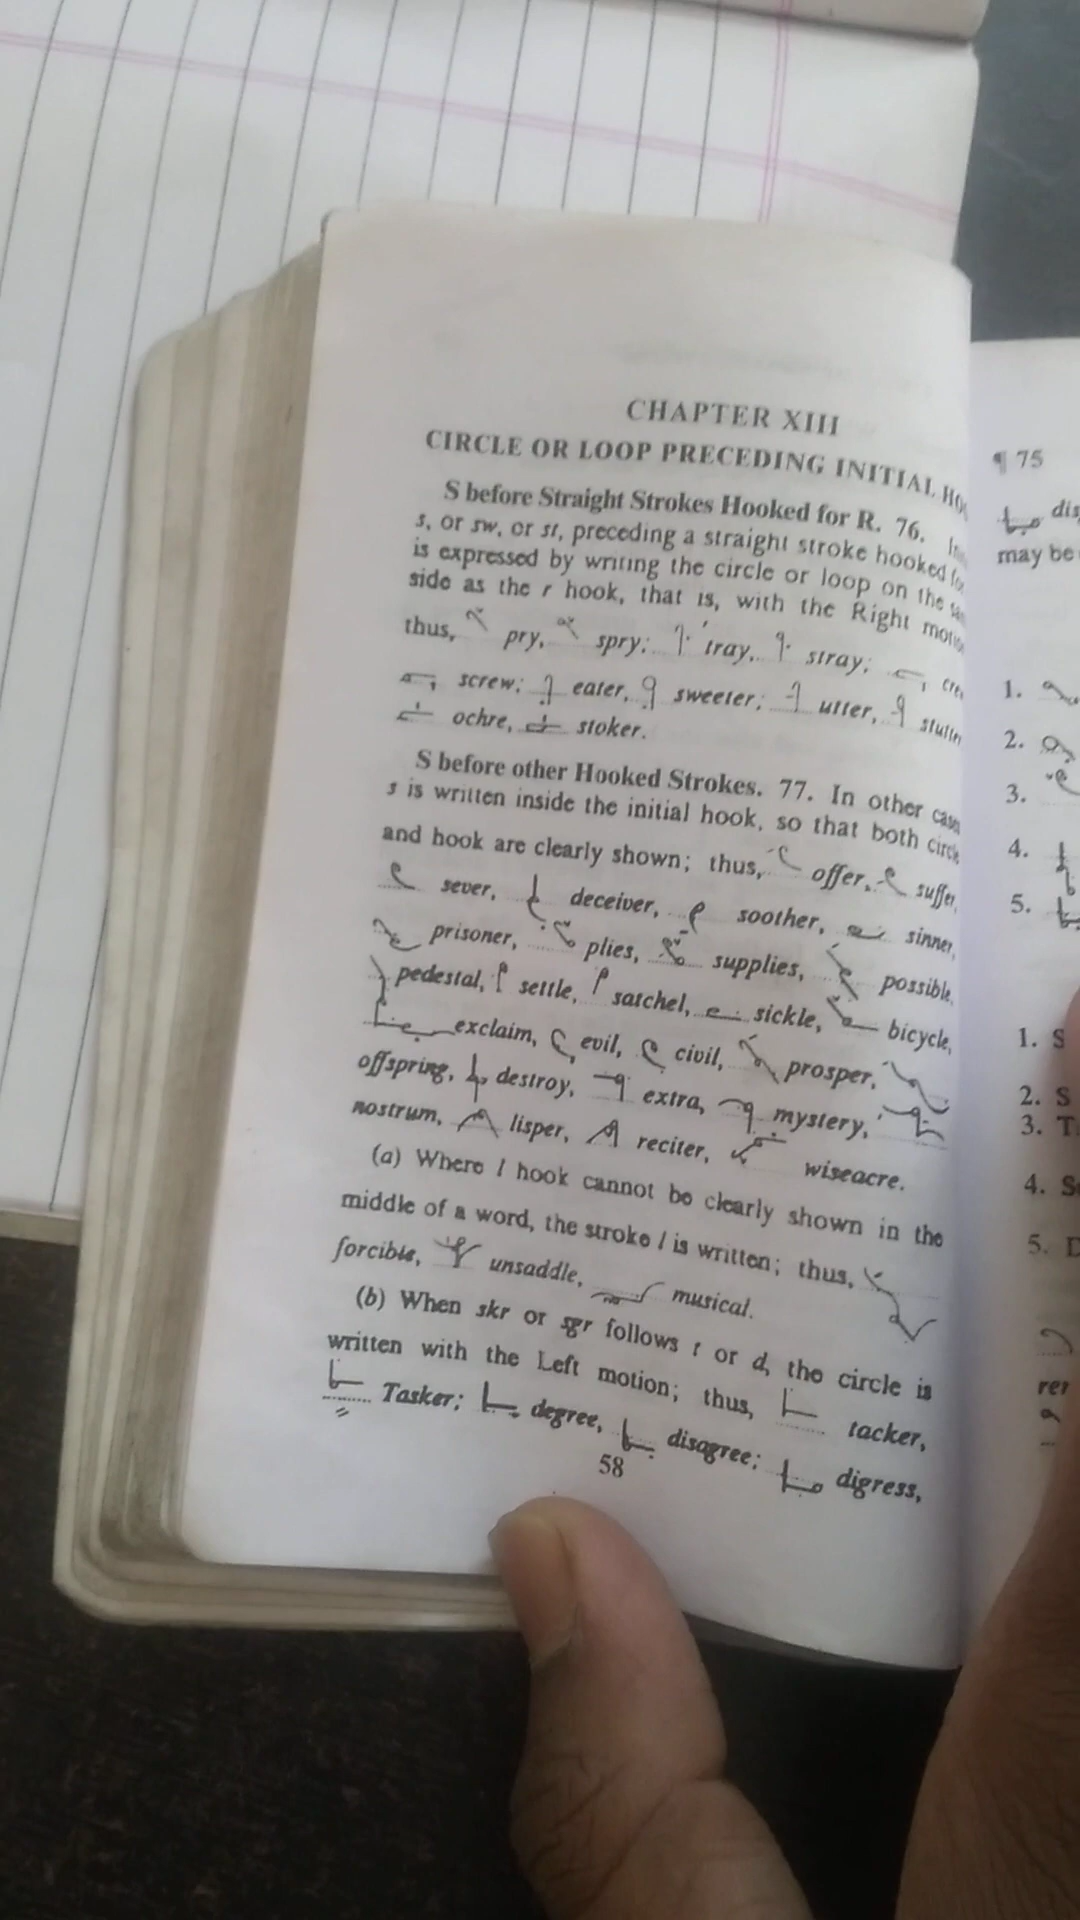 CHAPTER XIII
CIRCLE OR LOOP PRECEDING INITIAL
S before Straight Strokes Hooked for R. 76.
s, or sw, or st, preceding a straight stroke hooked
is expressed by writing the circle or loop on the
side as the r hook, that is, with the Right
thus, pry, spry; tray, stray;
screw; eater, sweeter; utter,
ochre, stoker.
S before other Hooked Strokes. 77. In other
s is written inside the initial hook, so that both
and hook are clearly shown; thus, offer, suffer,
sever, deceiver, soother, sinner,
prisoner, plies, supplies, possible,
pedestal, settle, satchel, sickle, bicycle,
exclaim, evil, civil, prosper,
offspring, destroy, extra, mystery,
nostrum, lisper, reciter, wiseacre.
(a) Where l hook cannot be clearly shown in the
middle of a word, the stroke l is written; thus,
forcible, unsaddle, musical.
(b) When skr or sgr follows t or d, the circle is
written with the Left motion; thus, tacker,
Tasker; degree, disagree; digress,
58
¶ 75
may be
1.
2.
3.
4.
5.
1. S
2. S
3. T
4.
5. D